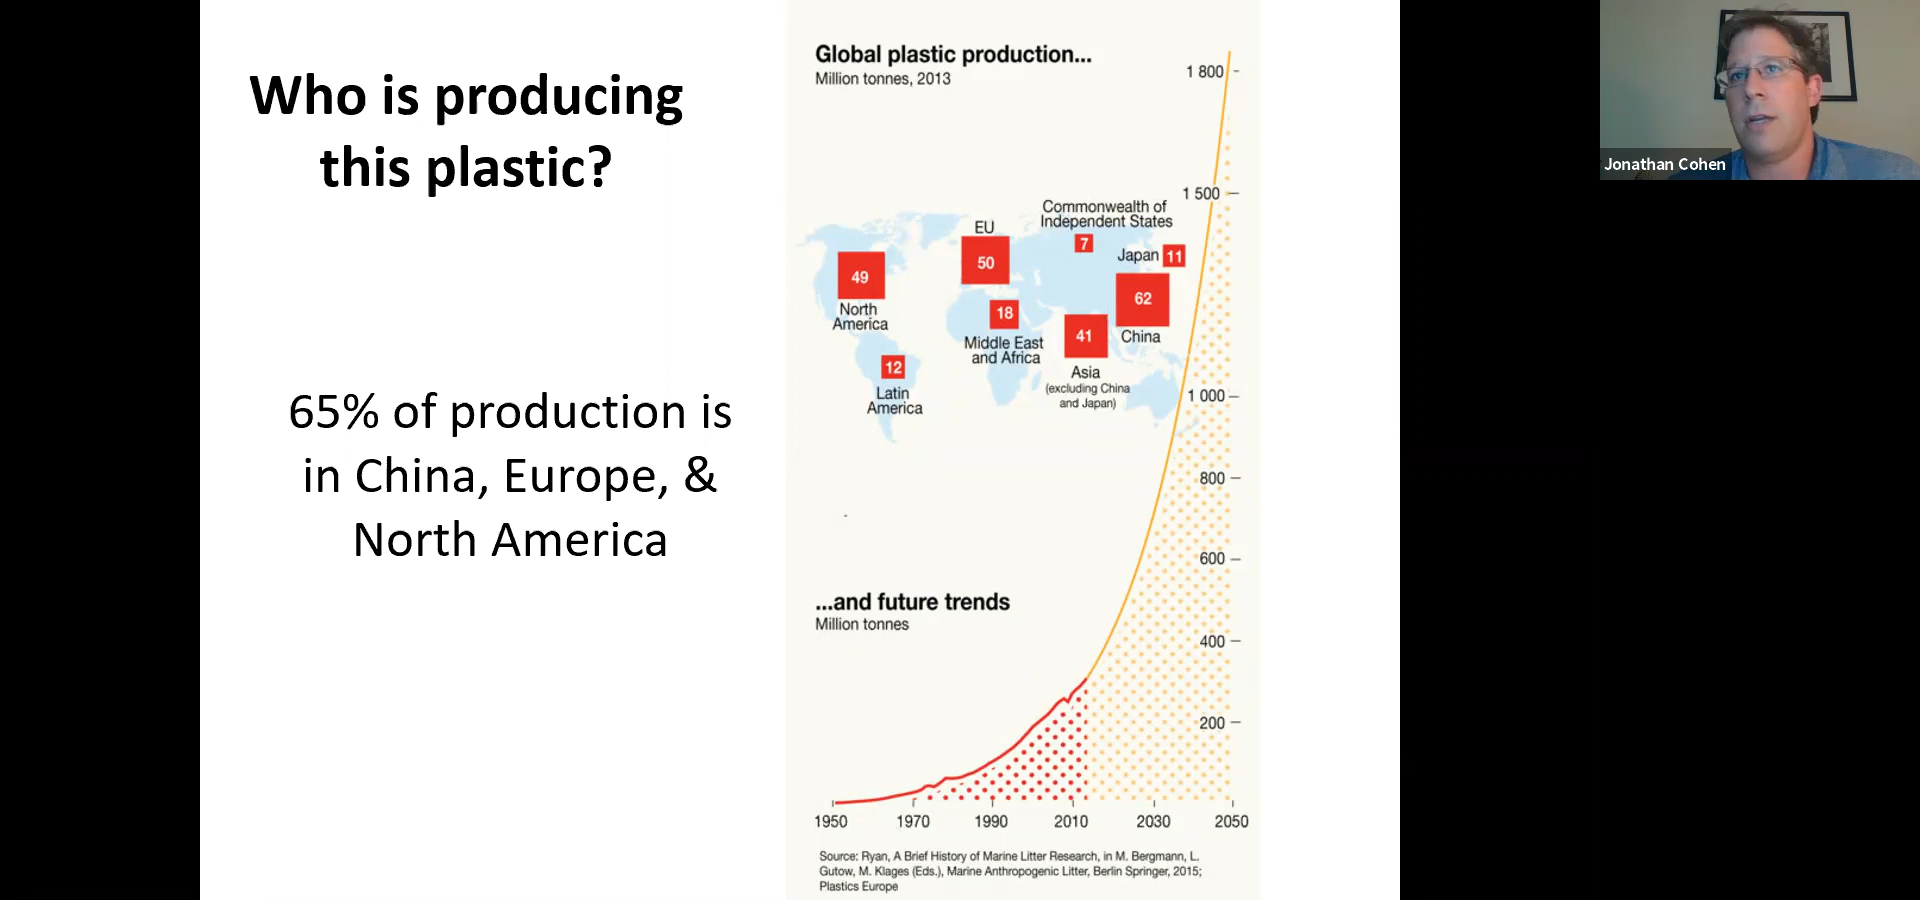 Who is producing
this plastic?
65% of production is
in China, Europe, &
North America
Global plastic production...
Million tonnes, 2013
1 800
1 500
1 000
800
600
400
200
49
North
America
12
Latin
America
EU
50
18
Middle East
and Africa
Commonwealth of
Independent States
7
Japan 11
62
China
41
Asia
(excluding China
and Japan)
...and future trends
Million tonnes
1950 1970 1990 2010 2030 2050
Source: Ryan, A Brief History of Marine Litter Research, in M. Bergmann, L.
Gutow, M. Klages (Eds.), Marine Anthropogenic Litter, Berlin Springer, 2015;
Plastics Europe
Jonathan Cohen